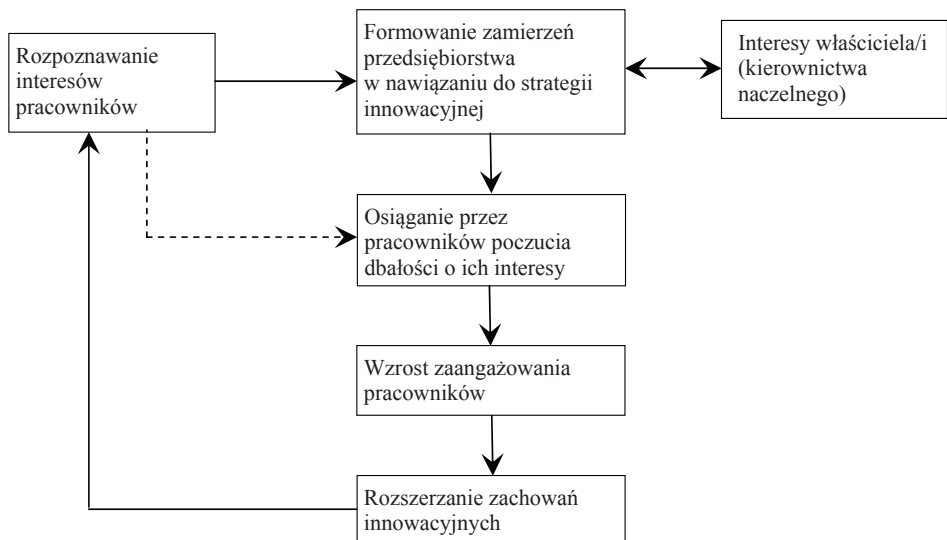 Rozpoznawanie
interesów
pracowników
Formowanie zamierzeń
przedsiębiorstwa
w nawiązaniu do strategii
innowacyjnej
Interesy właściciela/i
(kierownictwa
naczelnego)
Osiąganie przez
pracowników poczucia
dbałości o ich interesy
Wzrost zaangażowania
pracowników
Rozszerzanie zachowań
innowacyjnych